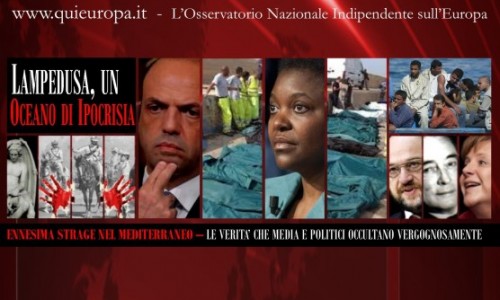 www.quieuropa.it - L'Osservatorio Nazionale Indipendente sull'Europa
LAMPEDUSA, UN
OCEANO DI IPOCRISIA
ENNESIMA STRAGE NEL MEDITERRANEO – LE VERITA' CHE MEDIA E POLITICI OCCULTANO VERGOGNOSAMENTE